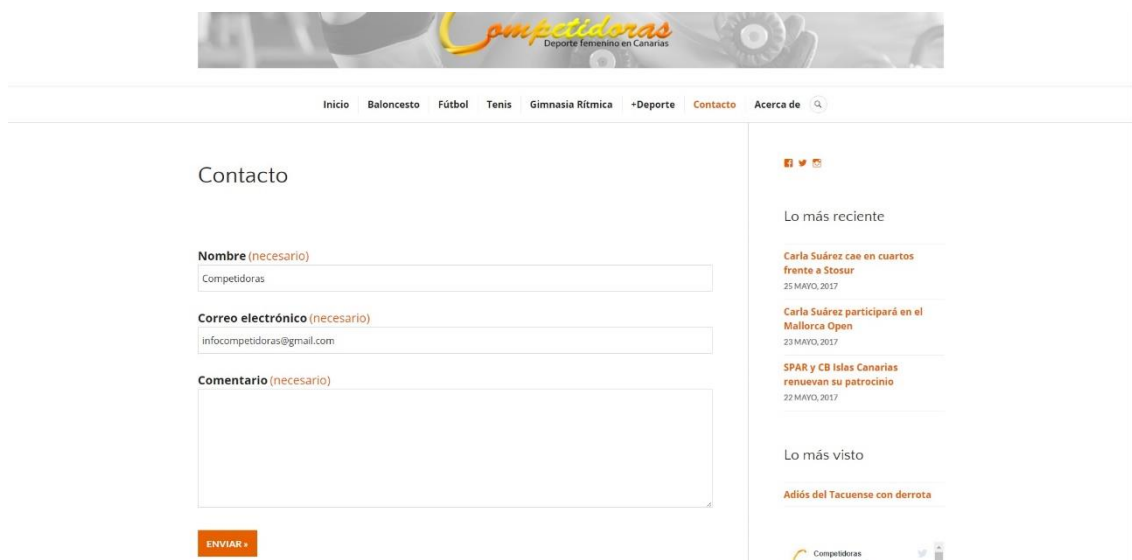 Competidoras
Deporte femenino en Canarias
Inicio Baloncesto Fútbol Tenis Gimnasia Rítmica +Deporte Contacto Acerca de
Contacto
Nombre (necesario)
Competidoras
Correo electrónico (necesario)
infocompetidoras@gmail.com
Comentario (necesario)
ENVIAR »
Lo más reciente
Carla Suárez cae en cuartos
frente a Stosur
25 MAYO, 2017
Carla Suárez participará en el
Mallorca Open
23 MAYO, 2017
SPAR y CB Islas Canarias
renuevan su patrocinio
22 MAYO, 2017
Lo más visto
Adiós del Tacuense con derrota
Competidoras